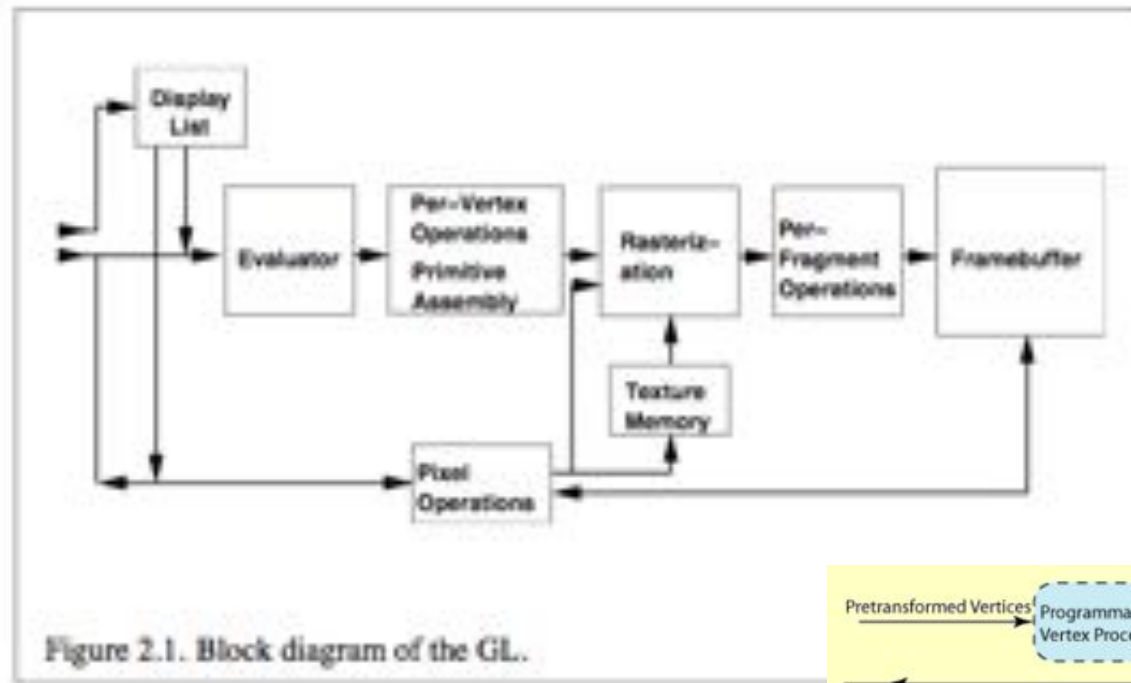 Display
List
Evaluator
Per-Vertex
Operations
Primitive
Assembly
Rasteriz-
ation
Per-
Fragment
Operations
Framebuffer
Texture
Memory
Pixel
Operations
Figure 2.1. Block diagram of the GL.
Pretransformed Vertices
Vertex